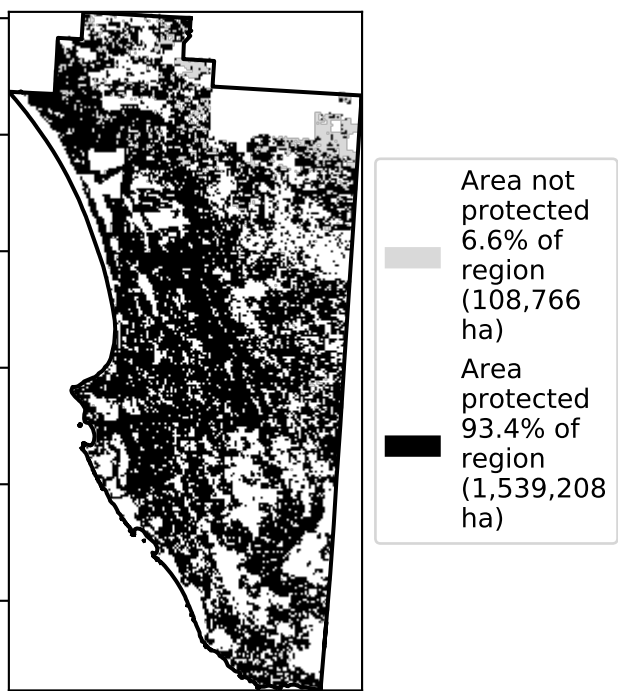 Area not
protected
6.6% of
region
(108,766
ha)
Area
protected
93.4% of
region
(1,539,208
ha)